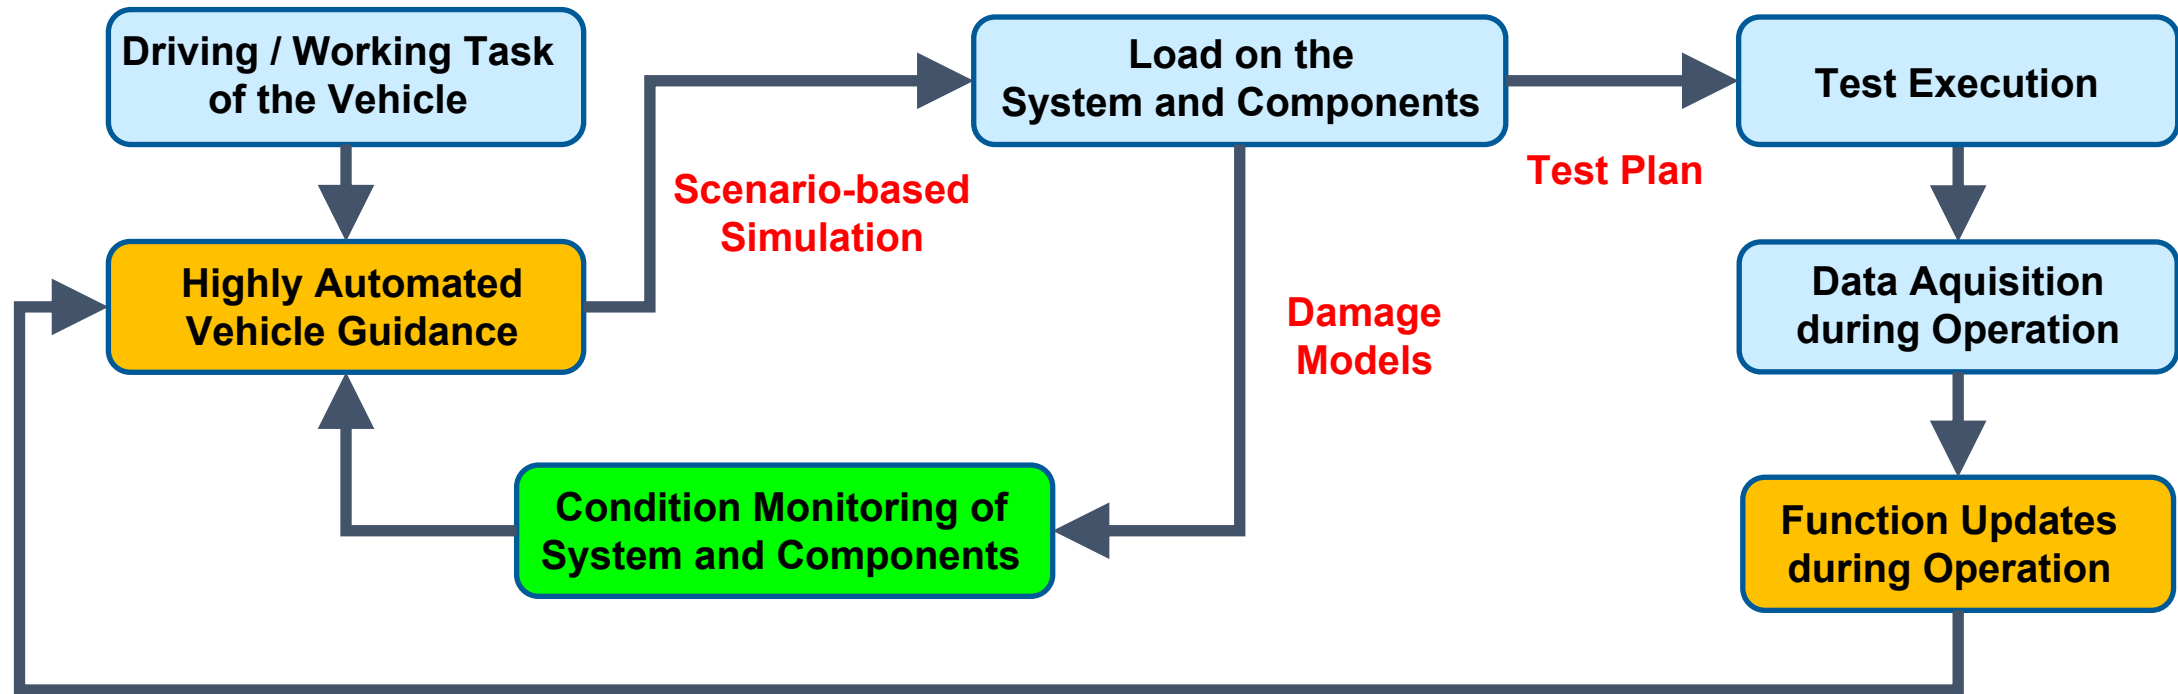 Driving / Working Task
of the Vehicle
Load on the
System and Components
Test Execution
Scenario-based
Simulation
Test Plan
Highly Automated
Vehicle Guidance
Damage
Models
Data Aquisition
during Operation
Condition Monitoring of
System and Components
Function Updates
during Operation